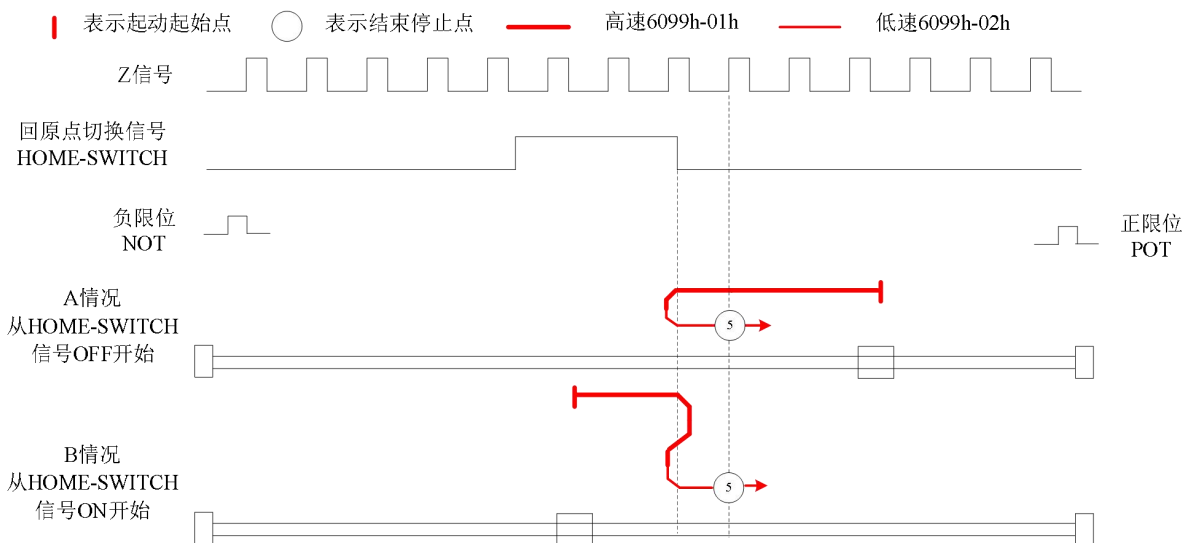 表示起动起始点 表示结束停止点 高速6099h-01h 低速6099h-02h
Z信号
回原点切换信号
HOME-SWITCH
负限位
NOT
正限位
POT
A情况
从HOME-SWITCH
信号OFF开始
5
B情况
从HOME-SWITCH
信号ON开始
5